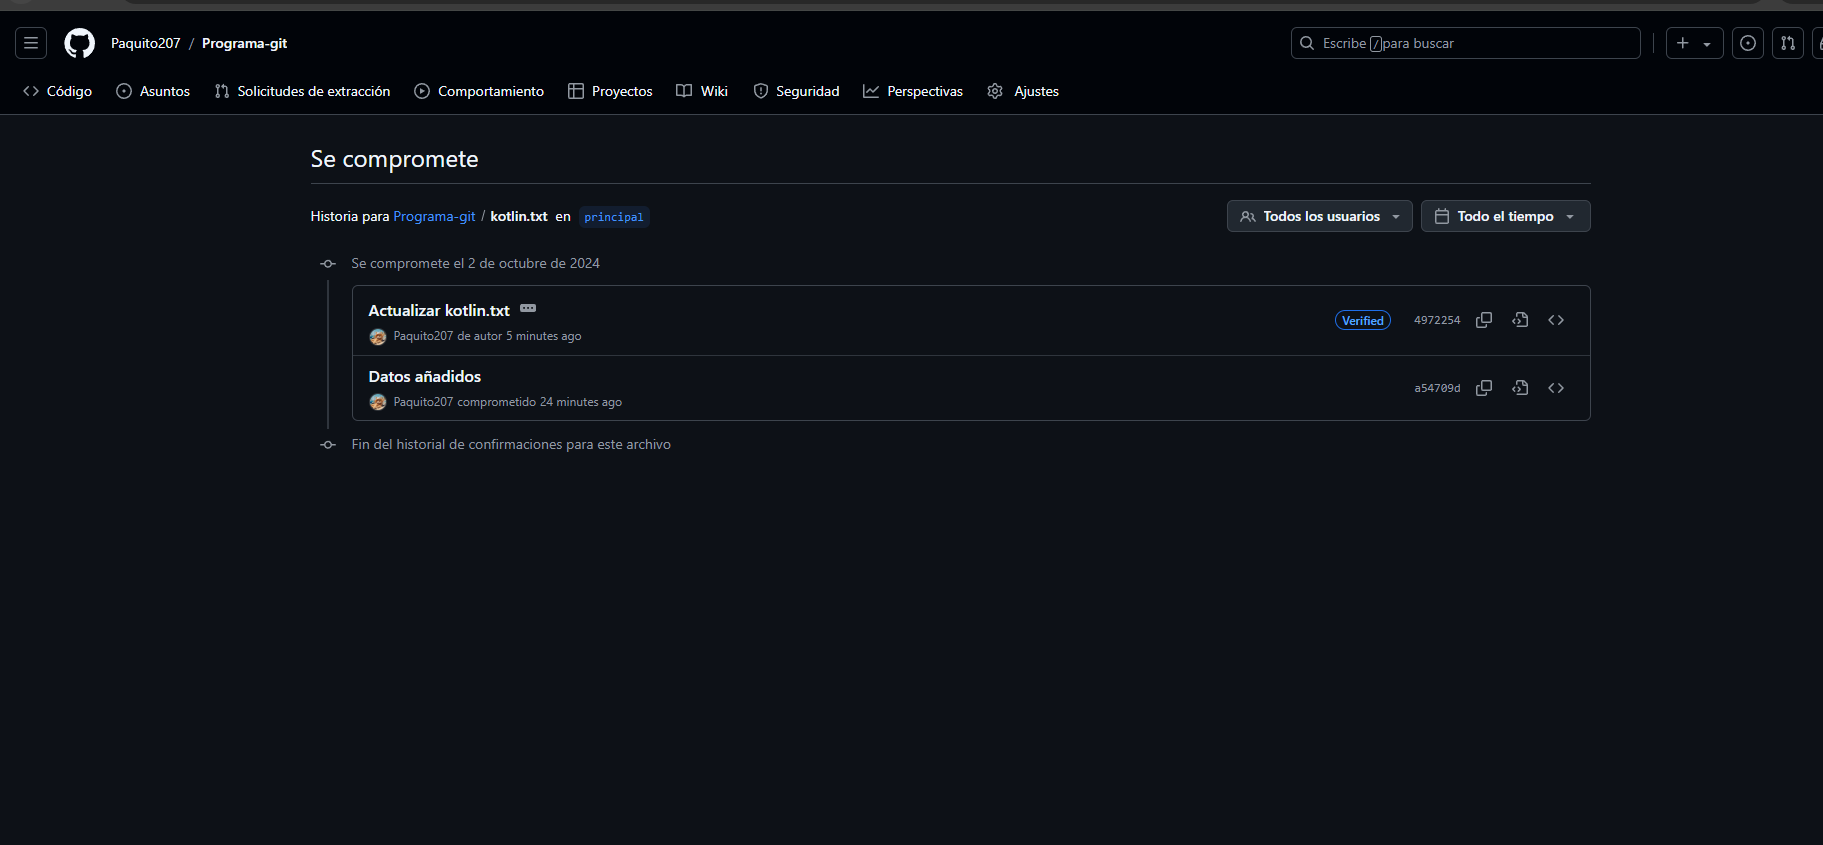 Paquito207 / Programa-git
Escribe / para buscar
Código Asuntos Solicitudes de extracción Comportamiento Proyectos Wiki Seguridad Perspectivas Ajustes
Se compromete
Historia para Programa-git / kotlin.txt en principal
Todos los usuarios Todo el tiempo
Se compromete el 2 de octubre de 2024
Actualizar kotlin.txt
Verified 4972254
Paquito207 de autor 5 minutes ago
Datos añadidos
a54709d
Paquito207 comprometido 24 minutes ago
Fin del historial de confirmaciones para este archivo